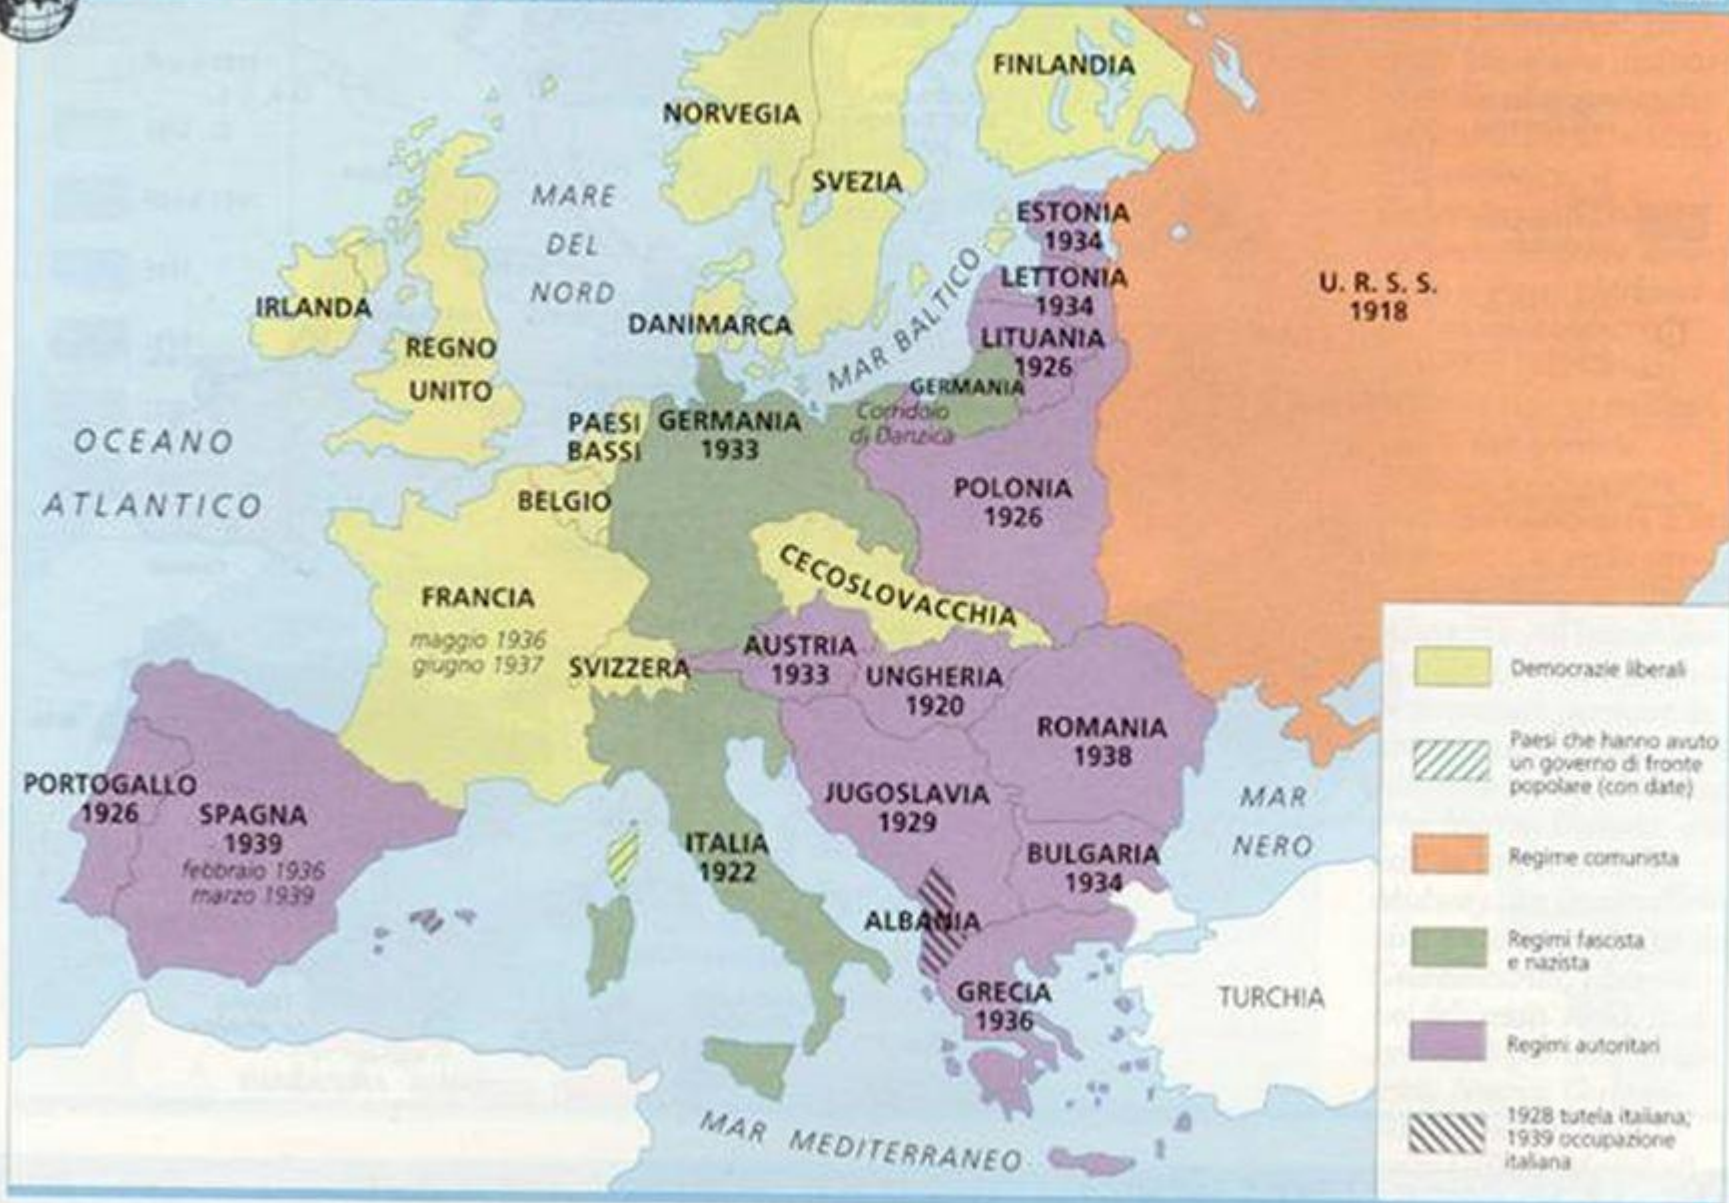 FINLANDIA
NORVEGIA
SVEZIA
MARE
DEL
NORD
ESTONIA
1934
LETTONIA
1934
LITUANIA
1926
U. R. S. S.
1918
IRLANDA
REGNO
UNITO
DANIMARCA
MAR BALTICO
GERMANIA
Corridoio
di Danzica
PAESI
BASSI
GERMANIA
1933
OCEANO
ATLANTICO
BELGIO
POLONIA
1926
CECOSLOVACCHIA
FRANCIA
maggio 1936
giugno 1937
SVIZZERA
AUSTRIA
1933
UNGHERIA
1920
ROMANIA
1938
PORTOGALLO
1926
SPAGNA
1939
febbraio 1936
marzo 1939
ITALIA
1922
JUGOSLAVIA
1929
BULGARIA
1934
MAR
NERO
ALBANIA
GRECIA
1936
TURCHIA
MAR MEDITERRANEO
Democrazie liberali
Paesi che hanno avuto
un governo di fronte
popolare (con date)
Regime comunista
Regimi fascista
e nazista
Regimi autoritari
1928 tutela italiana;
1939 occupazione
italiana